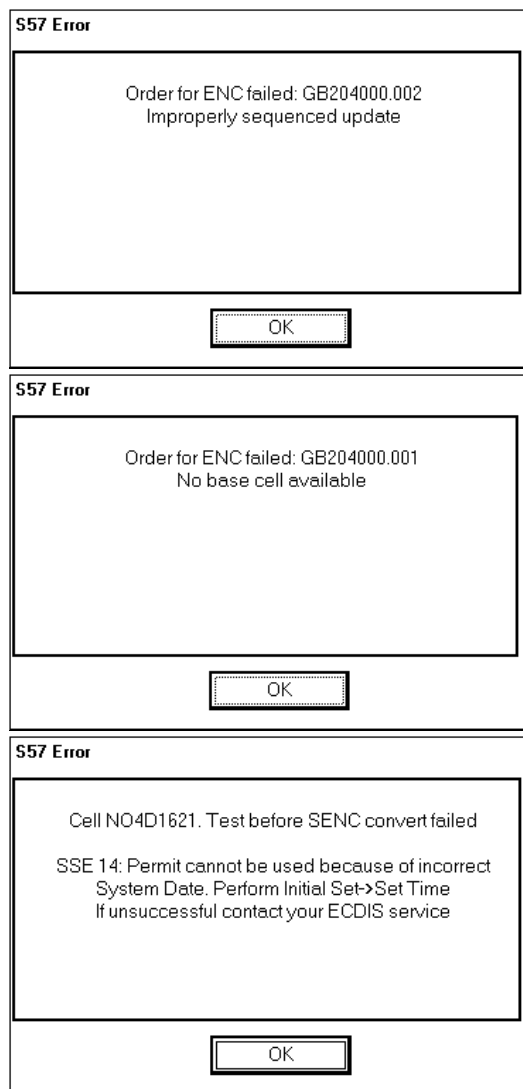 S57 Error
Order for ENC failed: GB204000.002
Improperly sequenced update
OK
S57 Error
Order for ENC failed: GB204000.001
No base cell available
OK
S57 Error
Cell NO4D1621. Test before SENC convert failed
SSE 14: Permit cannot be used because of incorrect
System Date. Perform Initial Set->Set Time
If unsuccessful contact your ECDIS service
OK